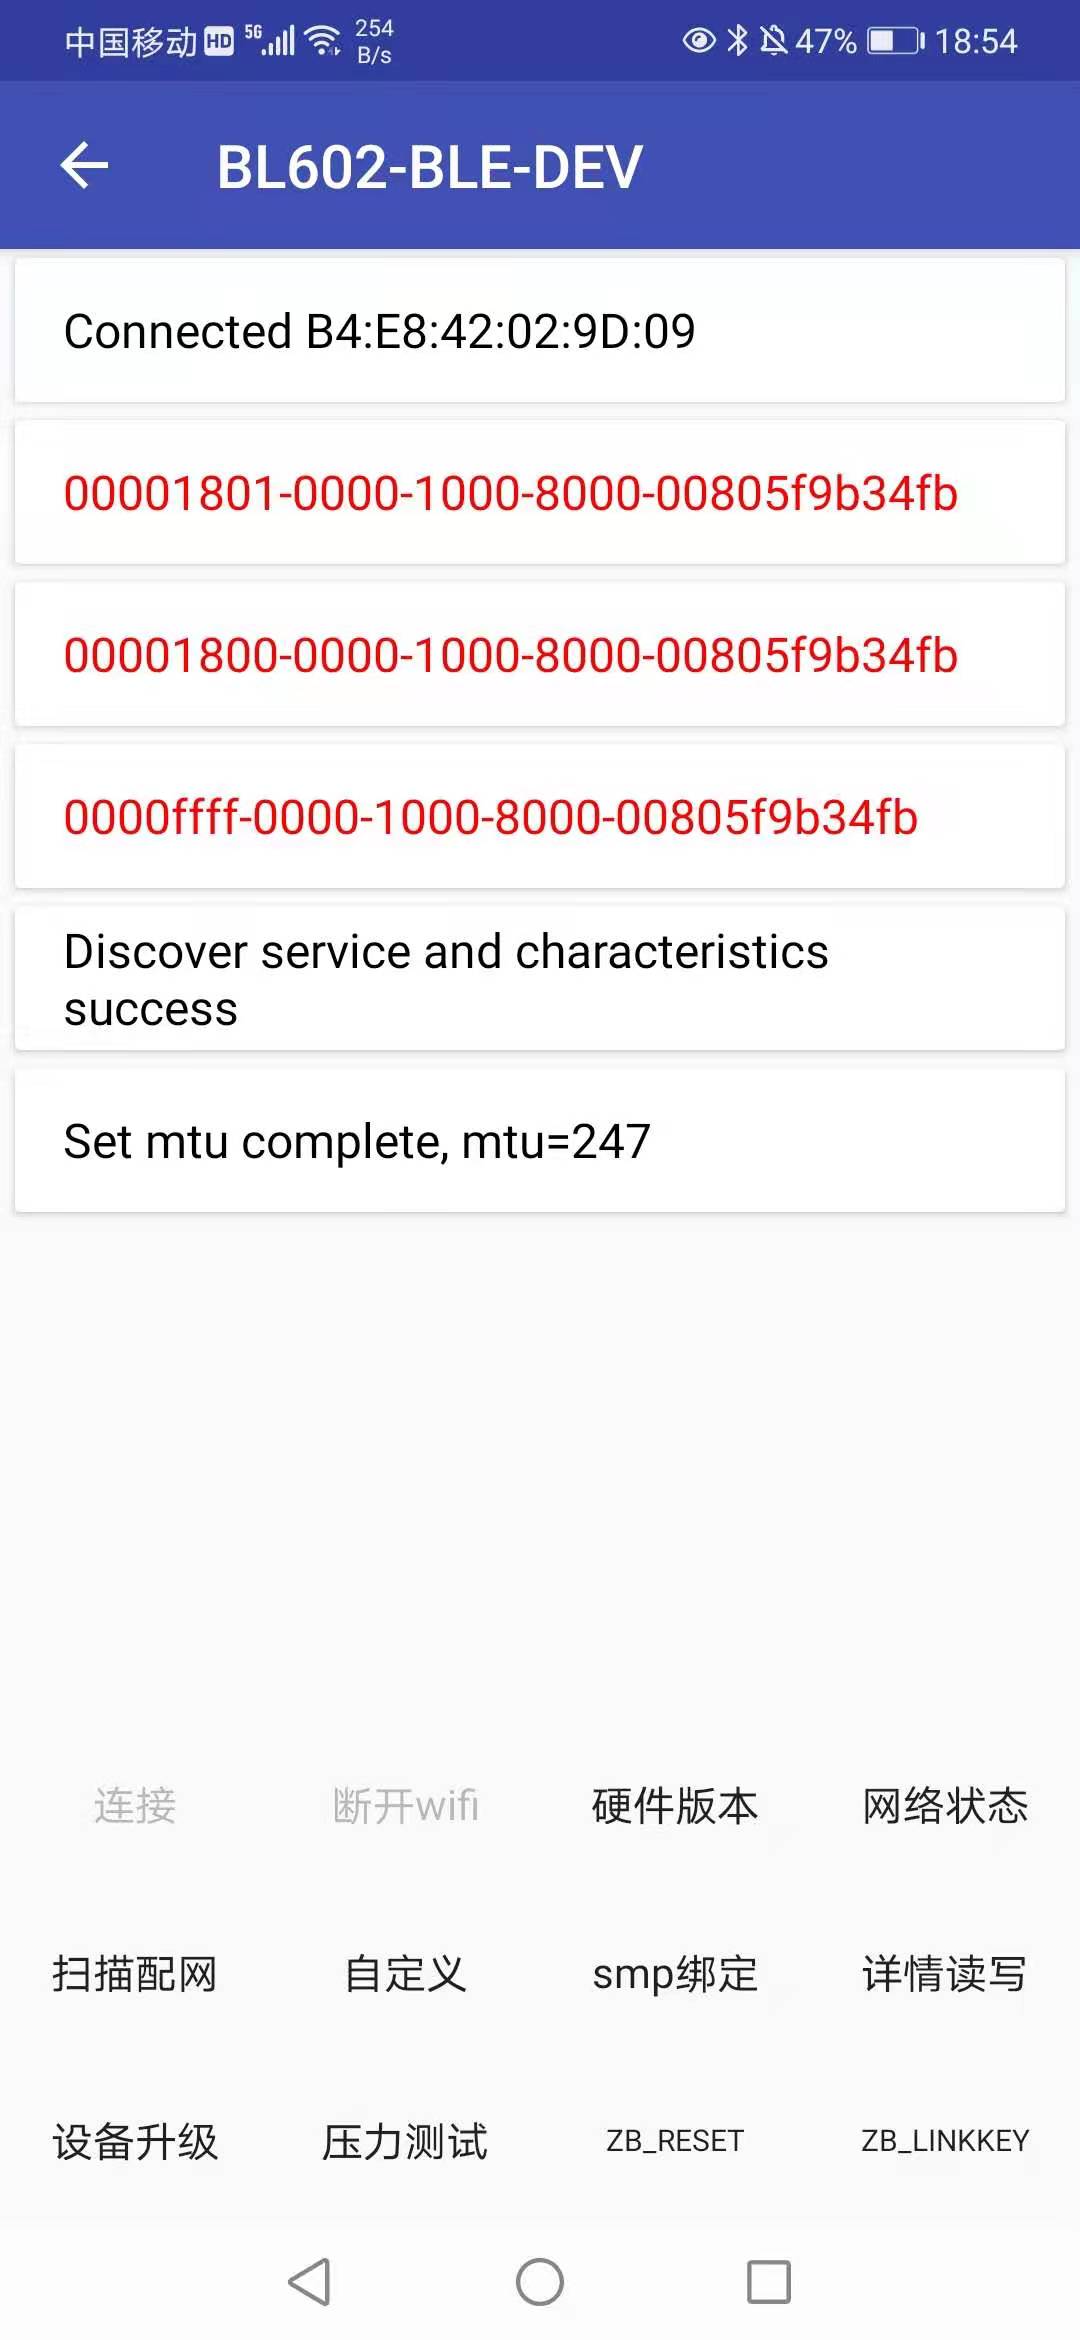 中国移动 HD 5G 254 B/s 47% 18:54
BL602-BLE-DEV
Connected B4:E8:42:02:9D:09
00001801-0000-1000-8000-00805f9b34fb
00001800-0000-1000-8000-00805f9b34fb
0000ffff-0000-1000-8000-00805f9b34fb
Discover service and characteristics
success
Set mtu complete, mtu=247
连接 断开wifi 硬件版本 网络状态
扫描配网 自定义 smp绑定 详情读写
设备升级 压力测试 ZB_RESET ZB_LINKKEY